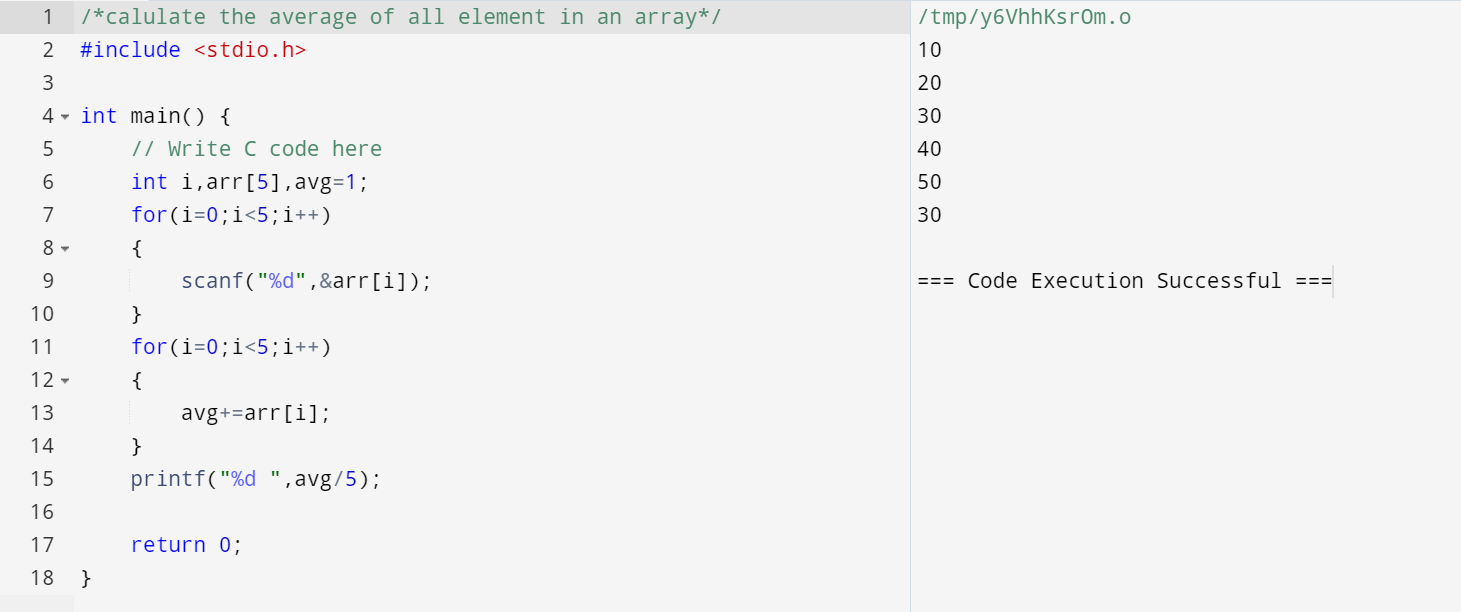 1 /*calulate the average of all element in an array*/
2 #include <stdio.h>
3
4 int main() {
5 // Write C code here
6 int i,arr[5],avg=1;
7 for(i=0;i<5;i++)
8 {
9 scanf("%d",&arr[i]);
10 }
11 for(i=0;i<5;i++)
12 {
13 avg+=arr[i];
14 }
15 printf("%d ",avg/5);
16
17 return 0;
18 }
/tmp/y6VhhKsrOm.o
10
20
30
40
50
30
=== Code Execution Successful ===